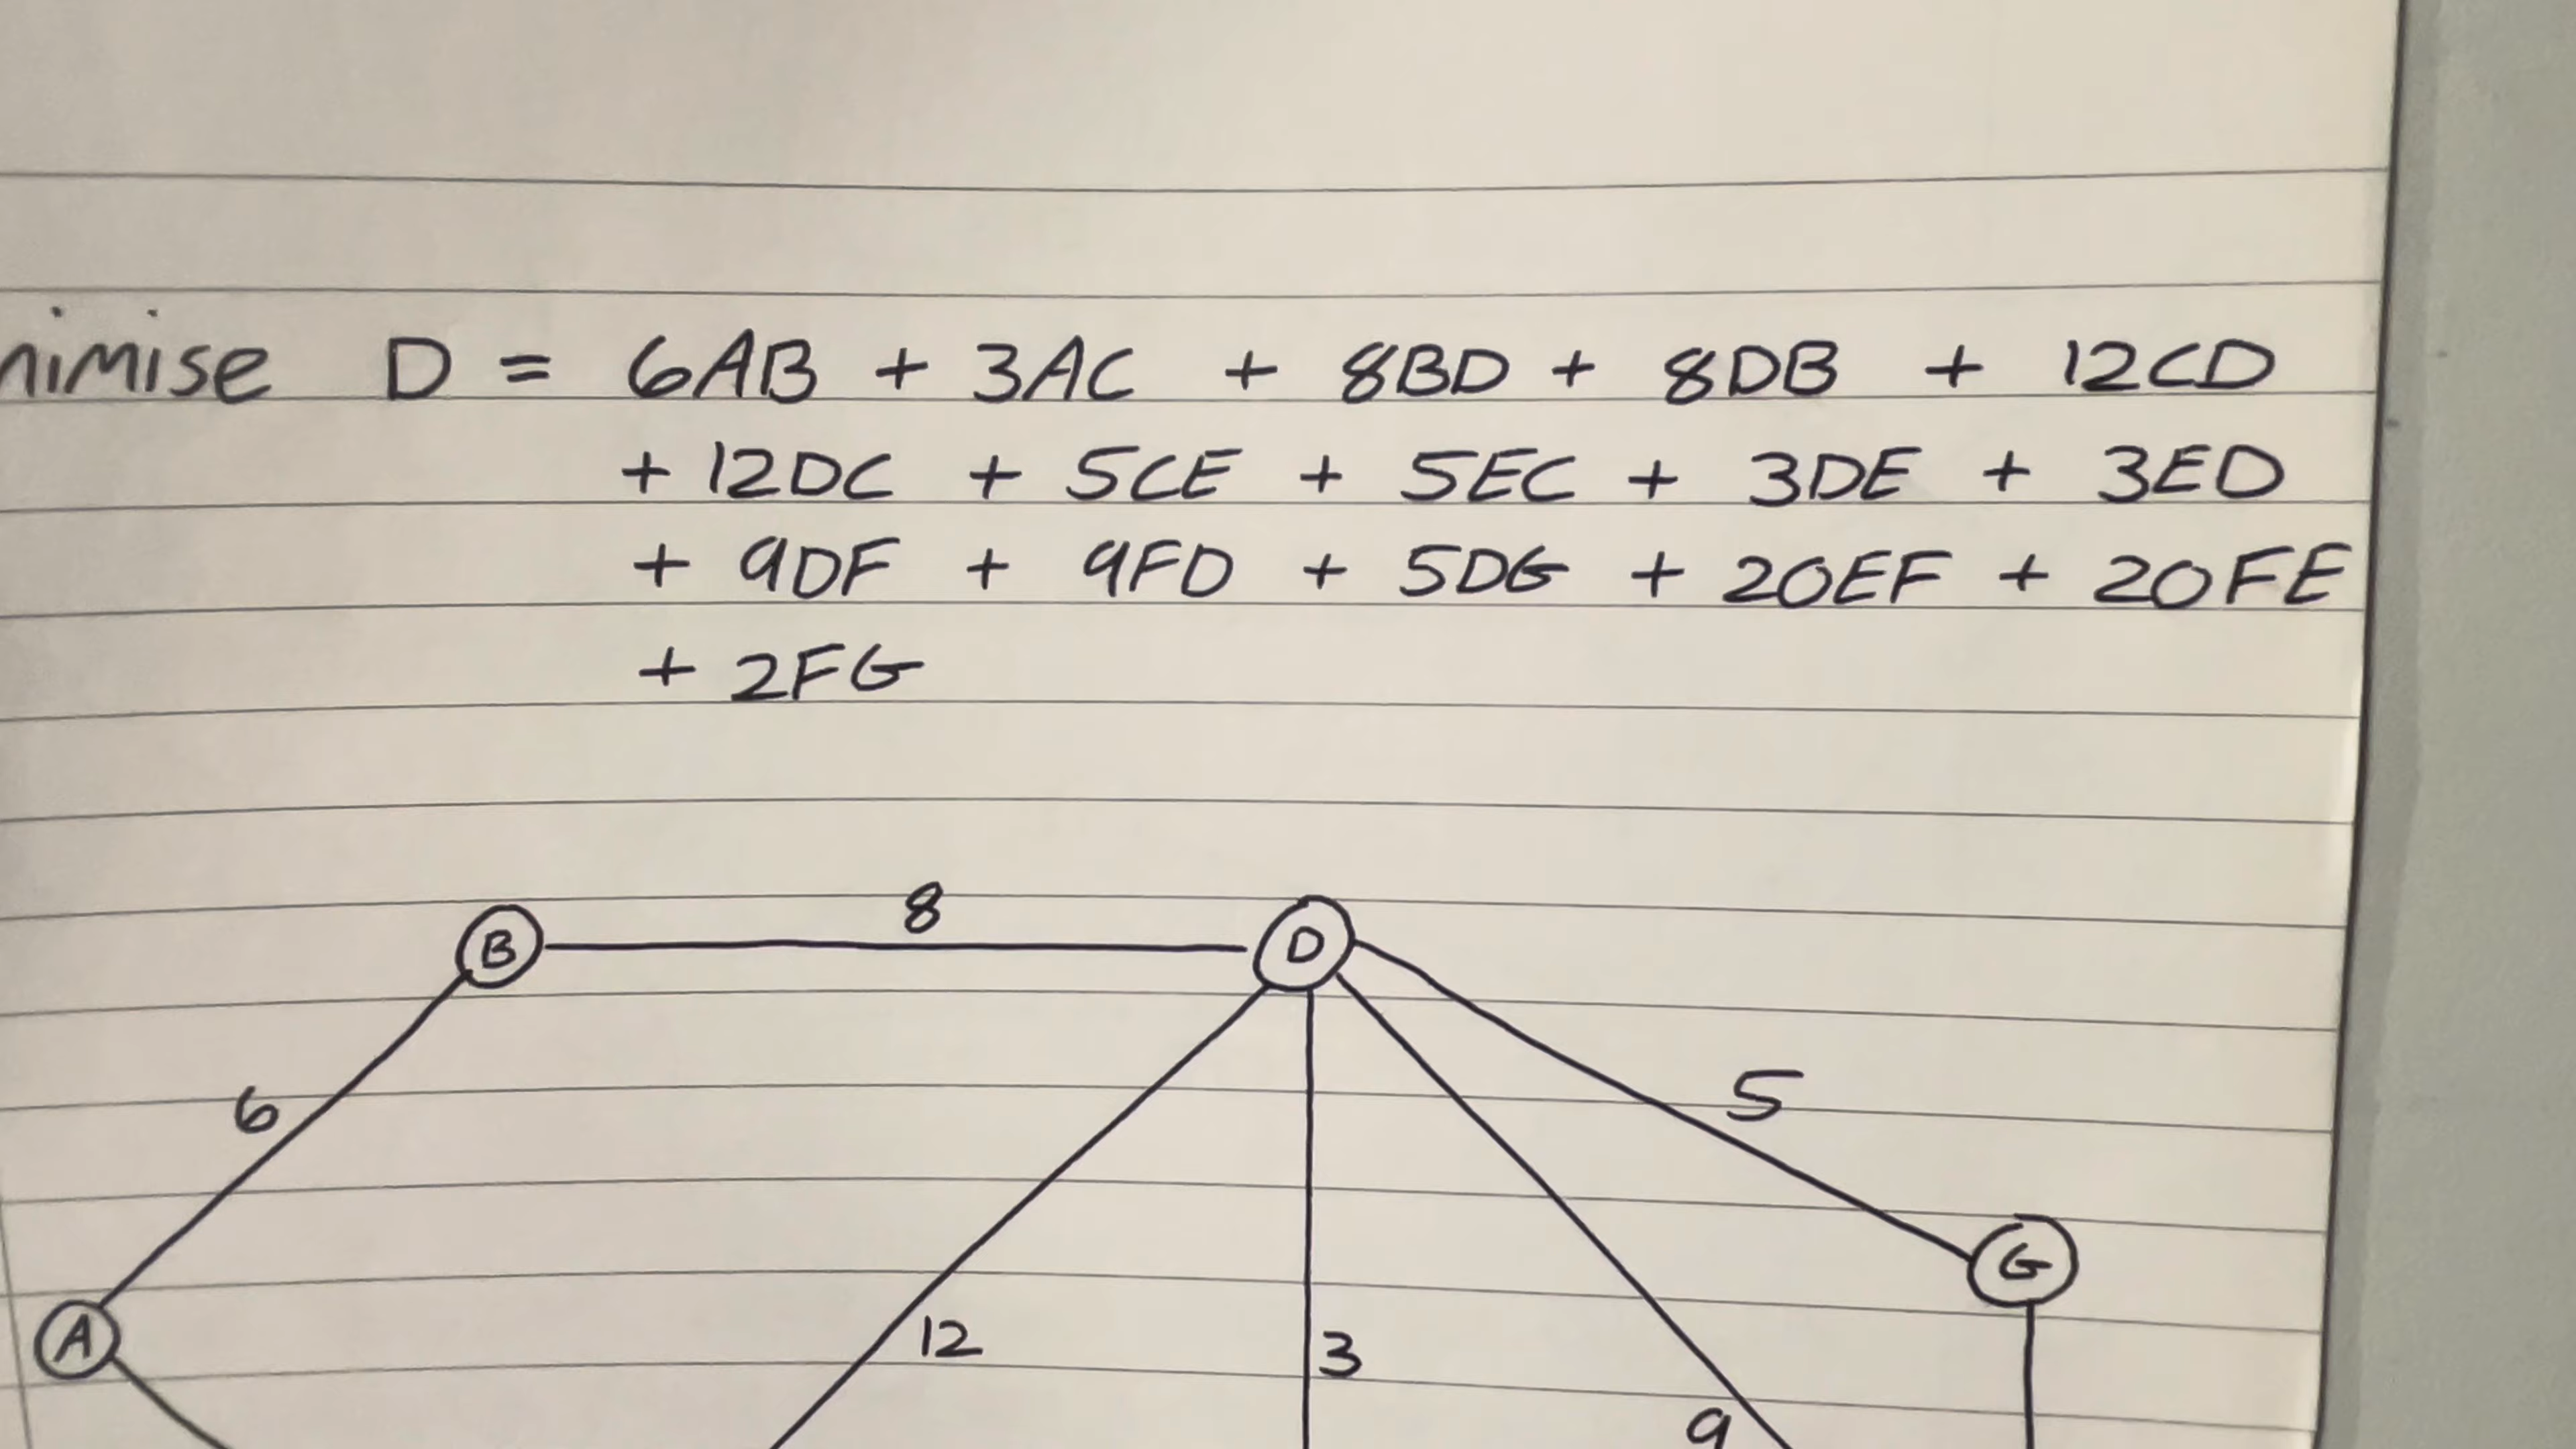 nimise D = 6AB + 3AC + 8BD + 8DB + 12CD
+ 12DC + 5CE + 5EC + 3DE + 3ED
+ 9DF + 9FD + 5DG + 20EF + 20FE
+ 2FG
8
B D
5
6
G
A 12 3
9